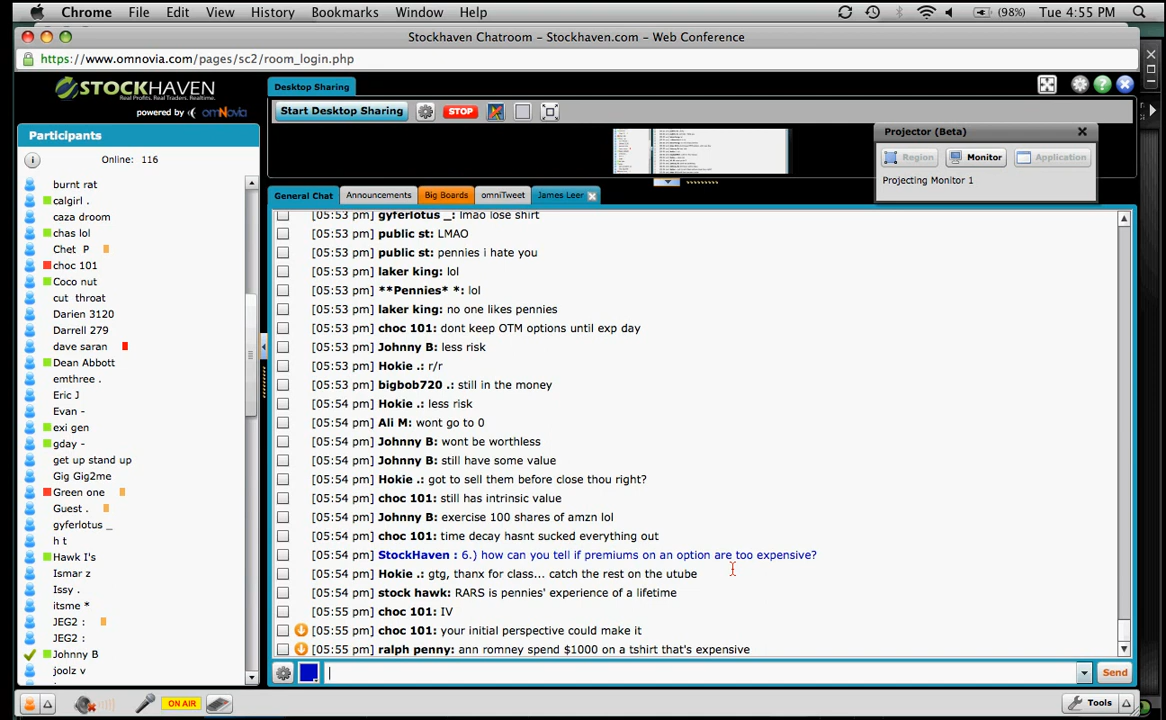 Chrome File Edit View History Bookmarks Window Help (98%) Tue 4:55 PM
Stockhaven Chatroom – Stockhaven.com – Web Conference
https://www.omnovia.com/pages/sc2/room_login.php
STOCKHAVEN
Real Profits. Real Traders. Realtime.
powered by omNovia
Desktop Sharing
Start Desktop Sharing STOP
Projector (Beta)
Region Monitor Application
Projecting Monitor 1
Participants
Online: 116
burnt rat
calgirl .
caza droom
chas lol
Chet P
choc 101
Coco nut
cut throat
Darien 3120
Darrell 279
dave saran
Dean Abbott
emthree .
Eric J
Evan -
exi gen
gday -
get up stand up
Gig Gig2me
Green one
Guest .
gyferlotus _
h t
Hawk I's
Ismar z
Issy .
itsme *
JEG2 :
JEG2 :
Johnny B
joolz v
General Chat Announcements Big Boards omniTweet James Leer
[05:53 pm] gyferlotus _: lmao lose shirt
[05:53 pm] public st: LMAO
[05:53 pm] public st: pennies i hate you
[05:53 pm] laker king: lol
[05:53 pm] **Pennies* *: lol
[05:53 pm] laker king: no one likes pennies
[05:53 pm] choc 101: dont keep OTM options until exp day
[05:53 pm] Johnny B: less risk
[05:53 pm] Hokie .: r/r
[05:53 pm] bigbob720 .: still in the money
[05:54 pm] Hokie .: less risk
[05:54 pm] Ali M: wont go to 0
[05:54 pm] Johnny B: wont be worthless
[05:54 pm] Johnny B: still have some value
[05:54 pm] Hokie .: got to sell them before close thou right?
[05:54 pm] choc 101: still has intrinsic value
[05:54 pm] Johnny B: exercise 100 shares of amzn lol
[05:54 pm] choc 101: time decay hasnt sucked everything out
[05:54 pm] StockHaven : 6.) how can you tell if premiums on an option are too expensive?
[05:54 pm] Hokie .: gtg, thanx for class... catch the rest on the utube
[05:54 pm] stock hawk: RARS is pennies' experience of a lifetime
[05:55 pm] choc 101: IV
[05:55 pm] choc 101: your initial perspective could make it
[05:55 pm] ralph penny: ann romney spend $1000 on a tshirt that's expensive
Send
ON AIR
Tools